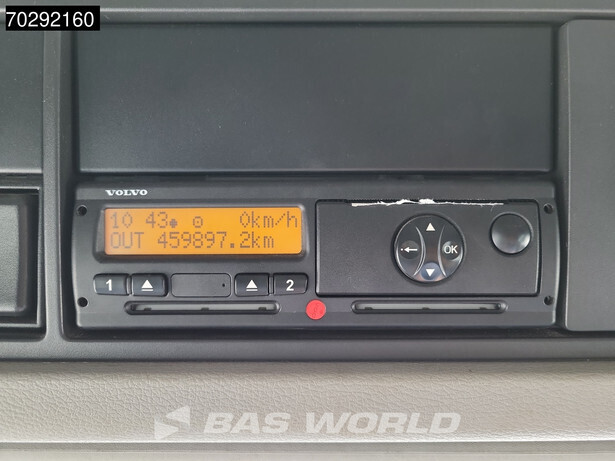 70292160
VOLVO
10 43 0km/h
OUT 459897.2km
1 2
OK
BAS WORLD